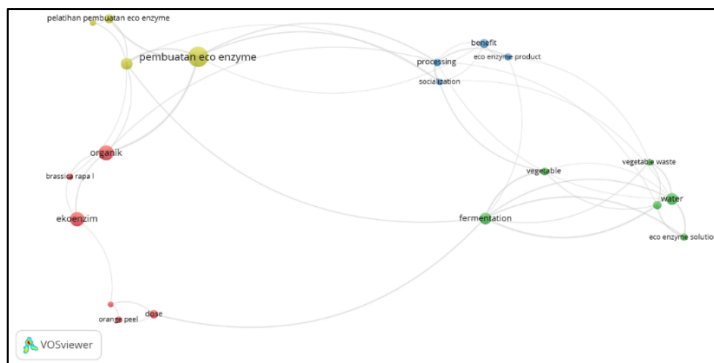 pelatihan pembuatan eco enzyme
pembuatan eco enzyme
benefit
eco enzyme product
processing
socialization
organik
brassica rapa l
vegetable waste
vegetable
water
ekoenzim
fermentation
eco enzyme solution
dose
orange peel
VOSviewer